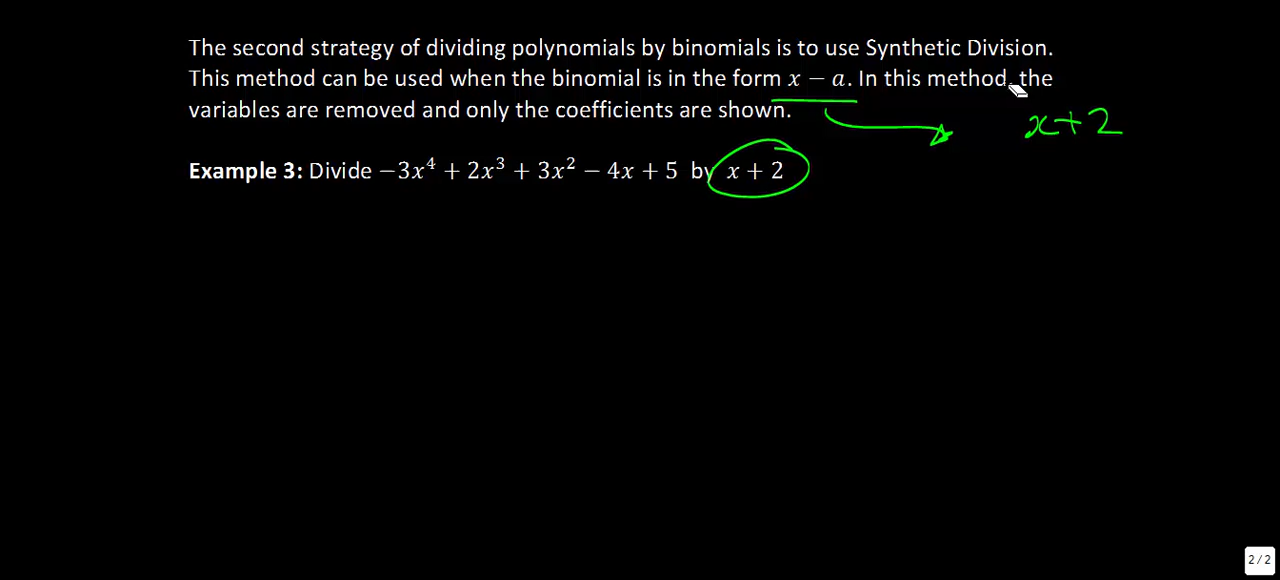 The second strategy of dividing polynomials by binomials is to use Synthetic Division.
This method can be used when the binomial is in the form x − a. In this method, the
variables are removed and only the coefficients are shown.
x+2
Example 3: Divide −3x⁴ + 2x³ + 3x² − 4x + 5 by x + 2
2/2